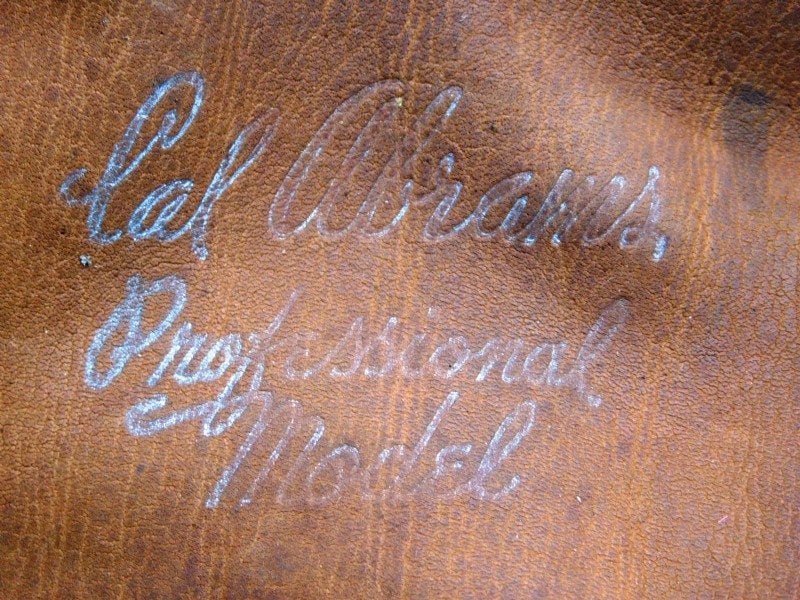 Cal Abrams,
Professional
Model